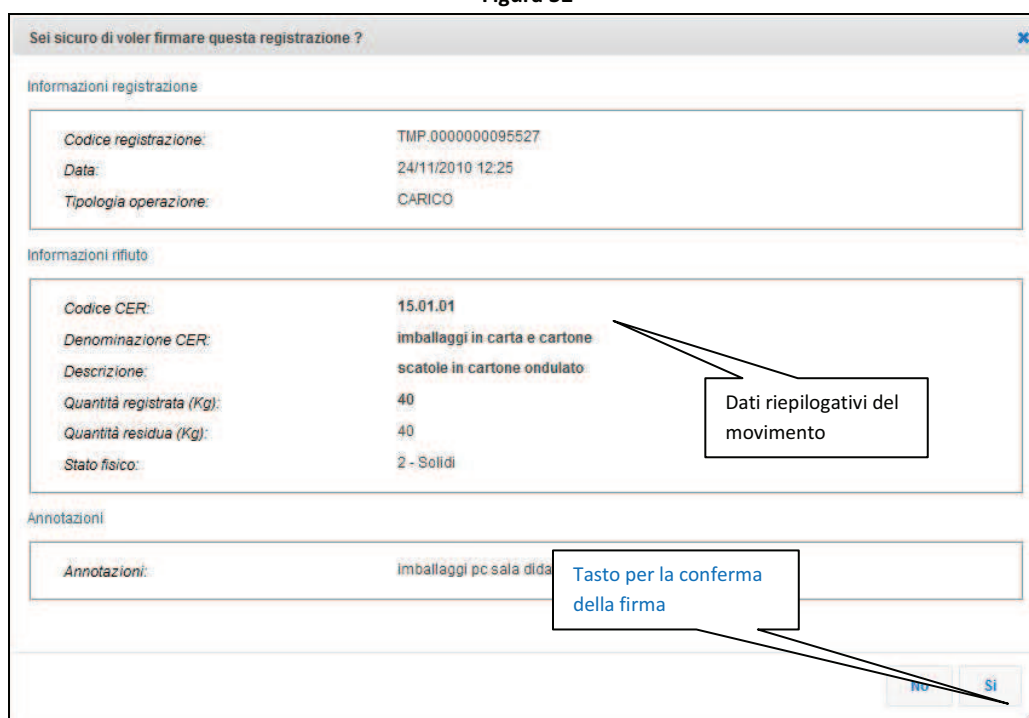 Sei sicuro di voler firmare questa registrazione ?
Informazioni registrazione
Codice registrazione: TMP.0000000095527
Data: 24/11/2010 12:25
Tipologia operazione: CARICO
Informazioni rifiuto
Codice CER: 15.01.01
Denominazione CER: imballaggi in carta e cartone
Descrizione: scatole in cartone ondulato
Quantità registrata (Kg): 40
Quantità residua (Kg): 40
Stato fisico: 2 - Solidi
Dati riepilogativi del
movimento
Annotazioni
Annotazioni: imballaggi pc sala dida
Tasto per la conferma
della firma
No Si